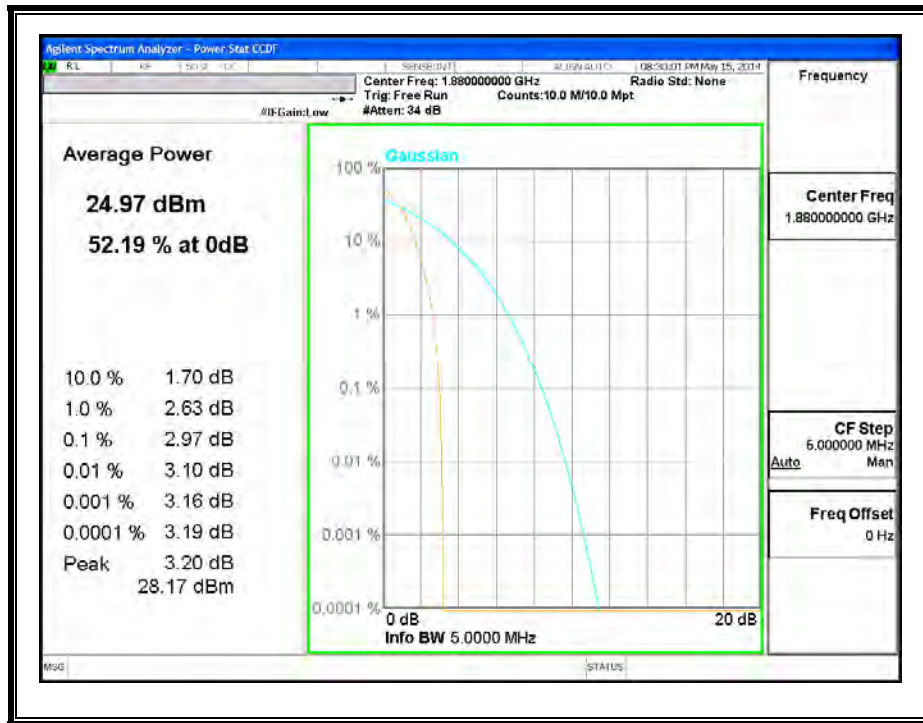 Agilent Spectrum Analyzer - Power Stat CCDF
RL RF 50 Ω DC SENSE:INT ALIGN AUTO 08:30:01 PM May 15, 2014
Center Freq: 1.880000000 GHz Radio Std: None
Trig: Free Run Counts:10.0 M/10.0 Mpt
#IFGain:Low #Atten: 34 dB
Frequency
Average Power
24.97 dBm
52.19 % at 0dB
10.0 % 1.70 dB
1.0 % 2.63 dB
0.1 % 2.97 dB
0.01 % 3.10 dB
0.001 % 3.16 dB
0.0001 % 3.19 dB
Peak 3.20 dB
28.17 dBm
Gaussian
100 %
10 %
1 %
0.1 %
0.01 %
0.001 %
0.0001 %
0 dB 20 dB
Info BW 5.0000 MHz
Center Freq
1.880000000 GHz
CF Step
5.000000 MHz
Auto Man
Freq Offset
0 Hz
MSG STATUS